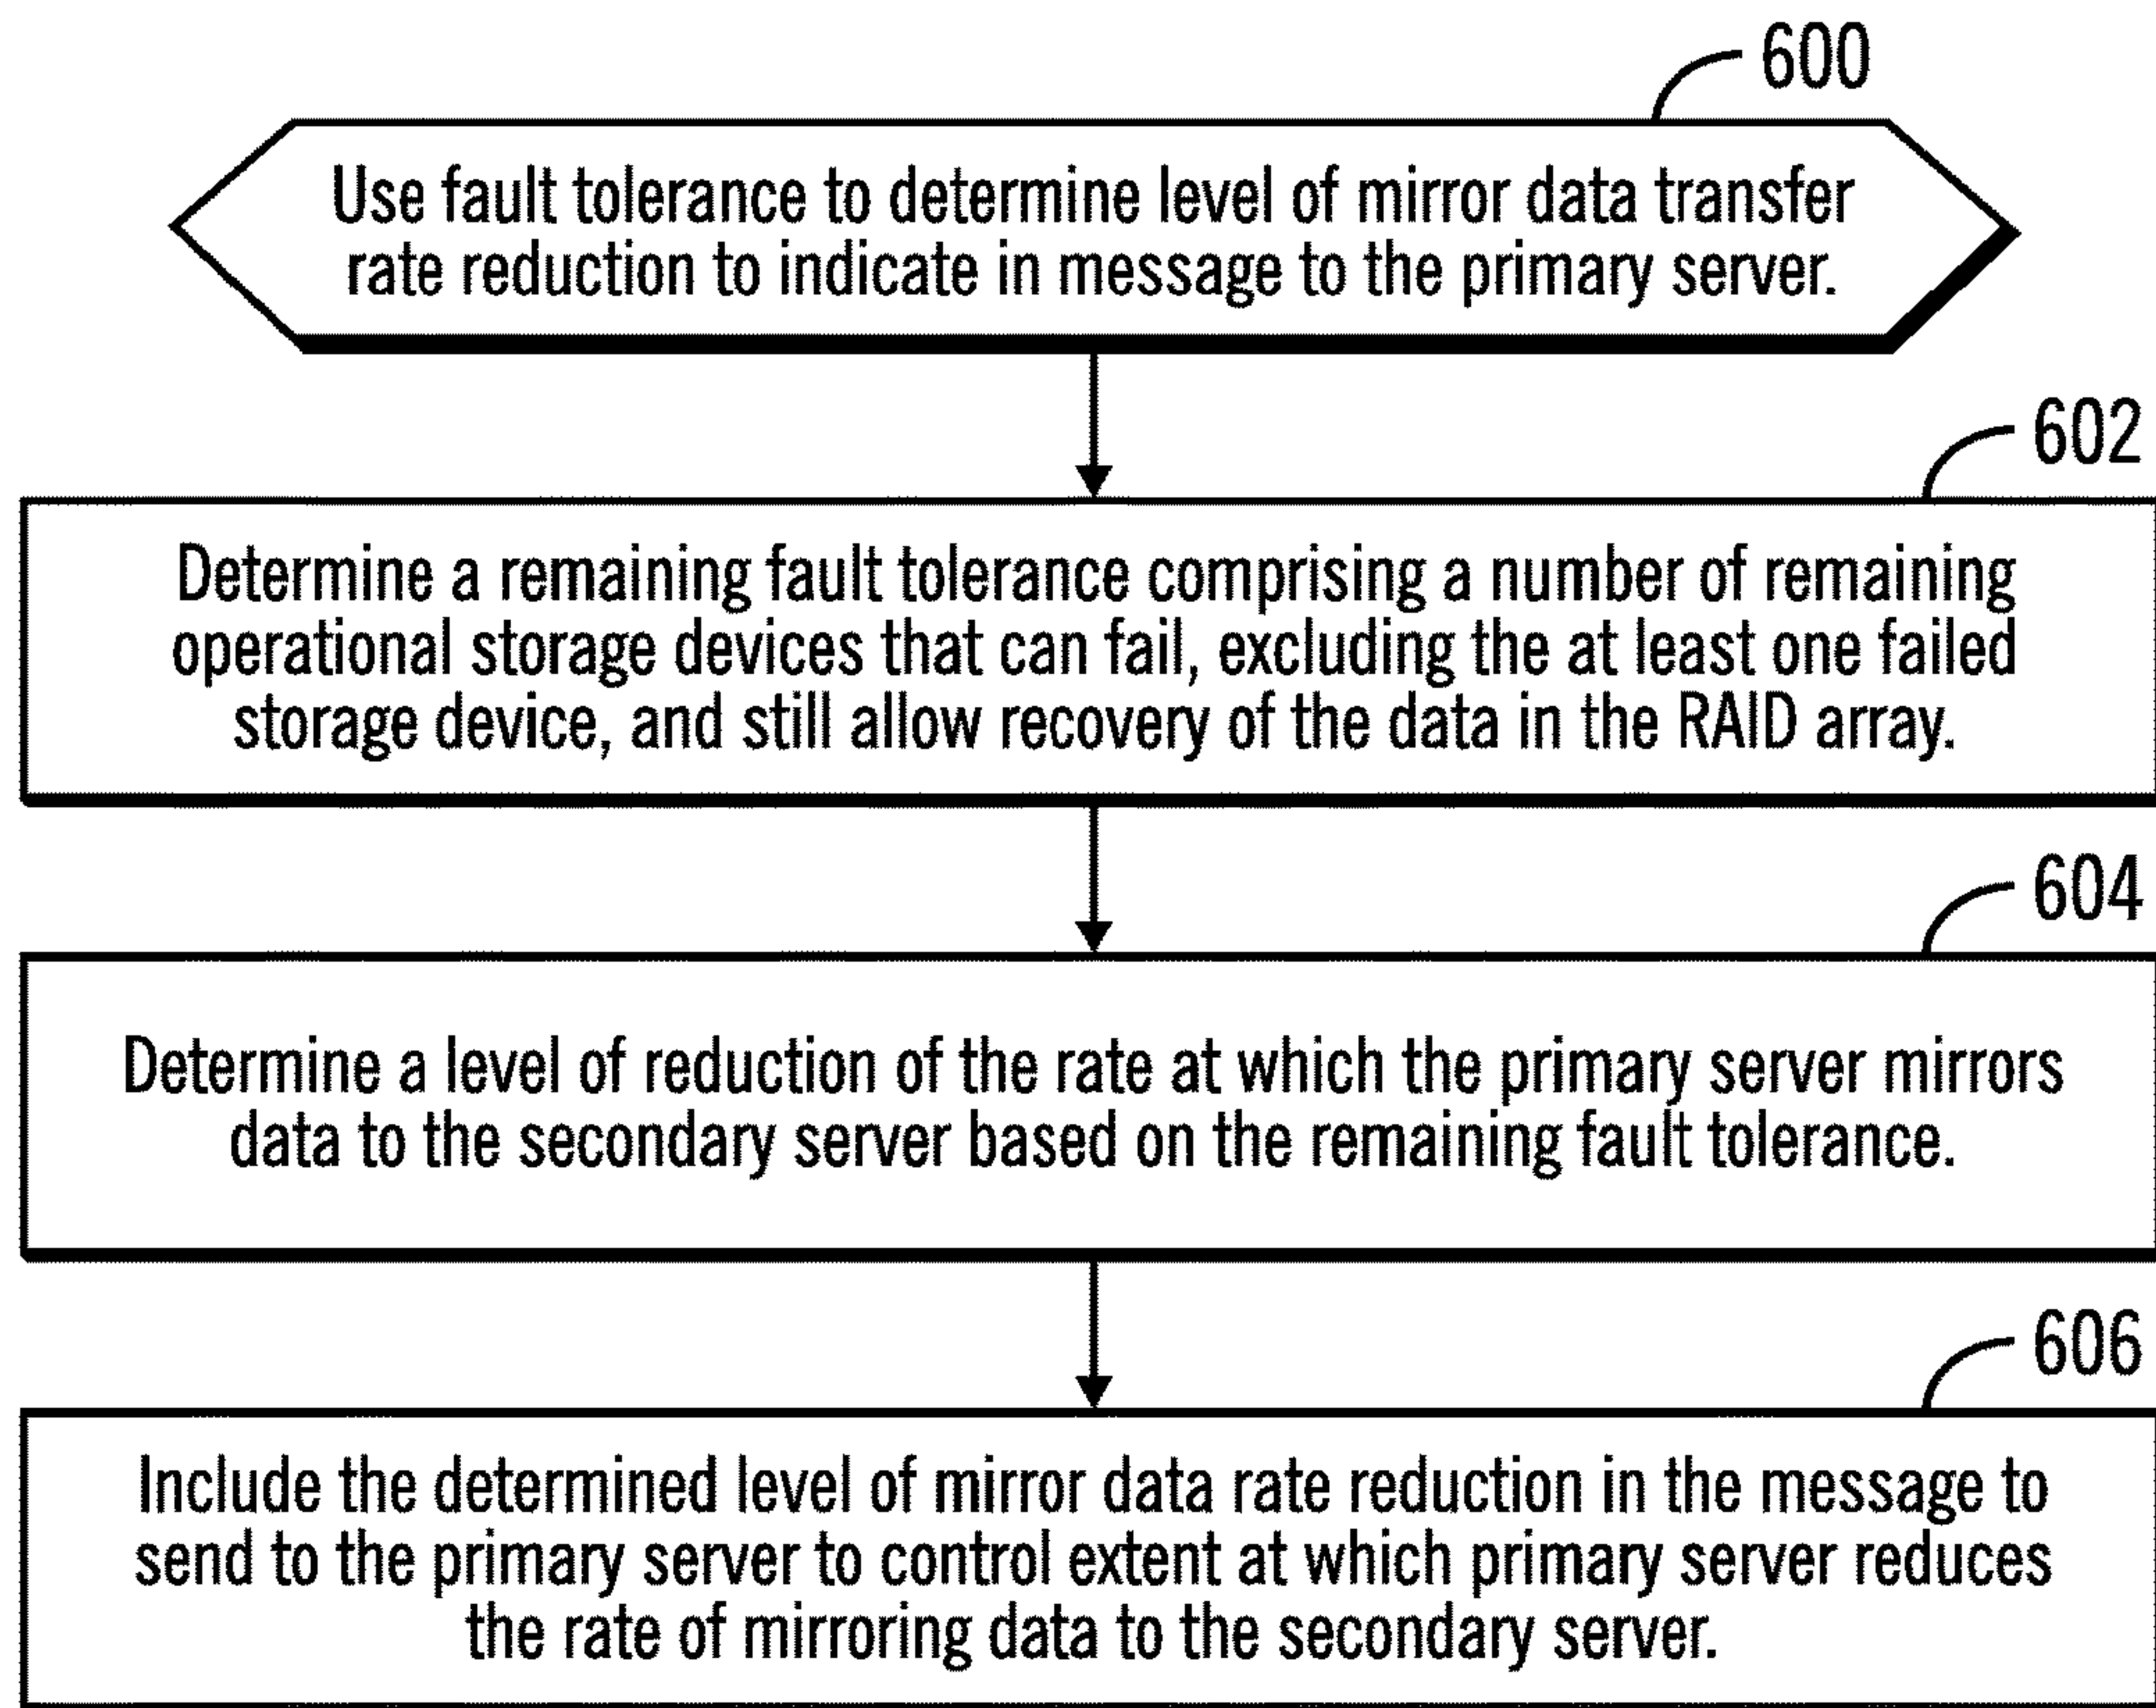 600
Use fault tolerance to determine level of mirror data transfer
rate reduction to indicate in message to the primary server.
602
Determine a remaining fault tolerance comprising a number of remaining
operational storage devices that can fail, excluding the at least one failed
storage device, and still allow recovery of the data in the RAID array.
604
Determine a level of reduction of the rate at which the primary server mirrors
data to the secondary server based on the remaining fault tolerance.
606
Include the determined level of mirror data rate reduction in the message to
send to the primary server to control extent at which primary server reduces
the rate of mirroring data to the secondary server.